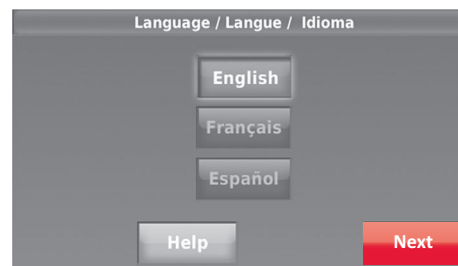 Language / Langue / Idioma
English
Français
Español
Help
Next